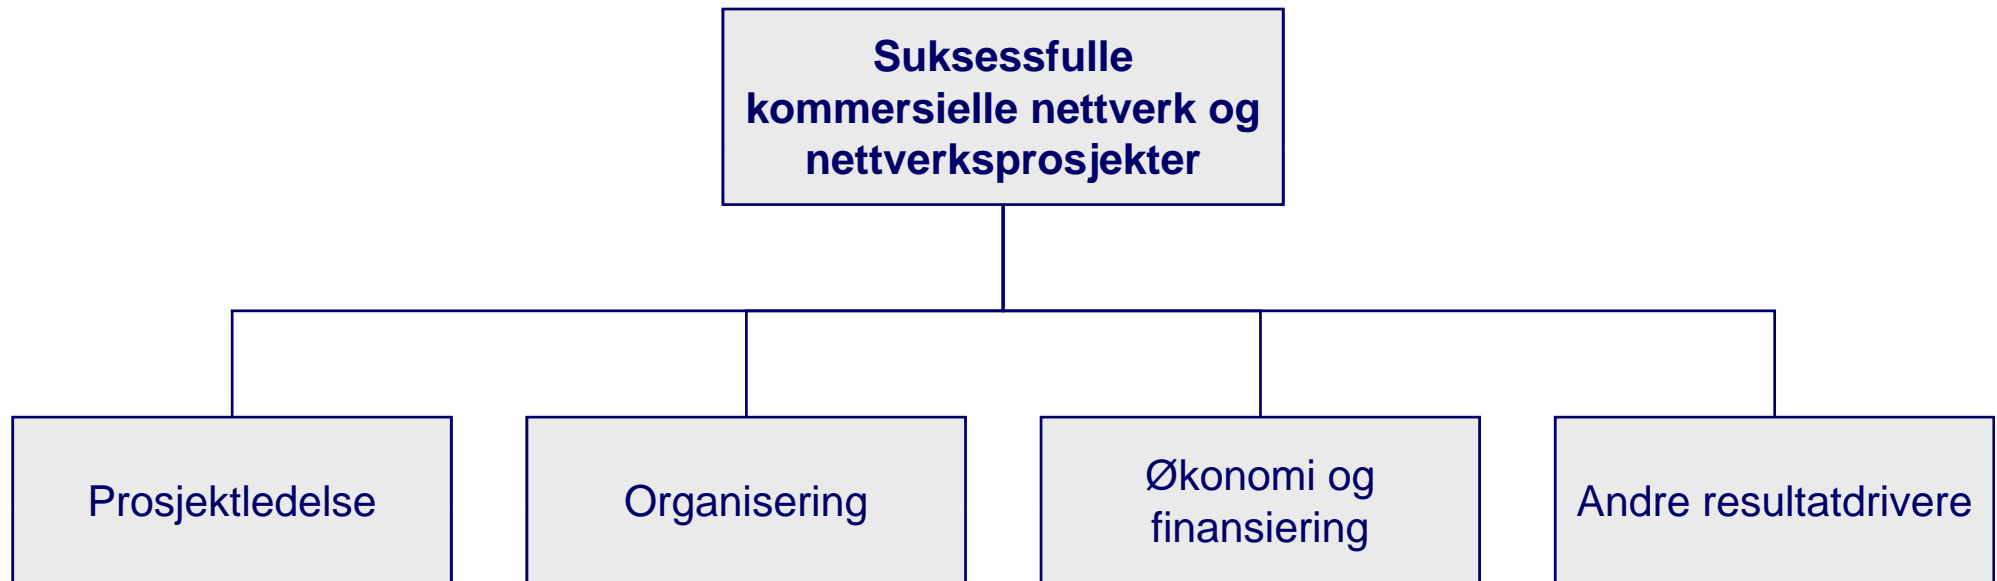 Suksessfulle
kommersielle nettverk og
nettverksprosjekter
Prosjektledelse
Organisering
Økonomi og
finansiering
Andre resultatdrivere